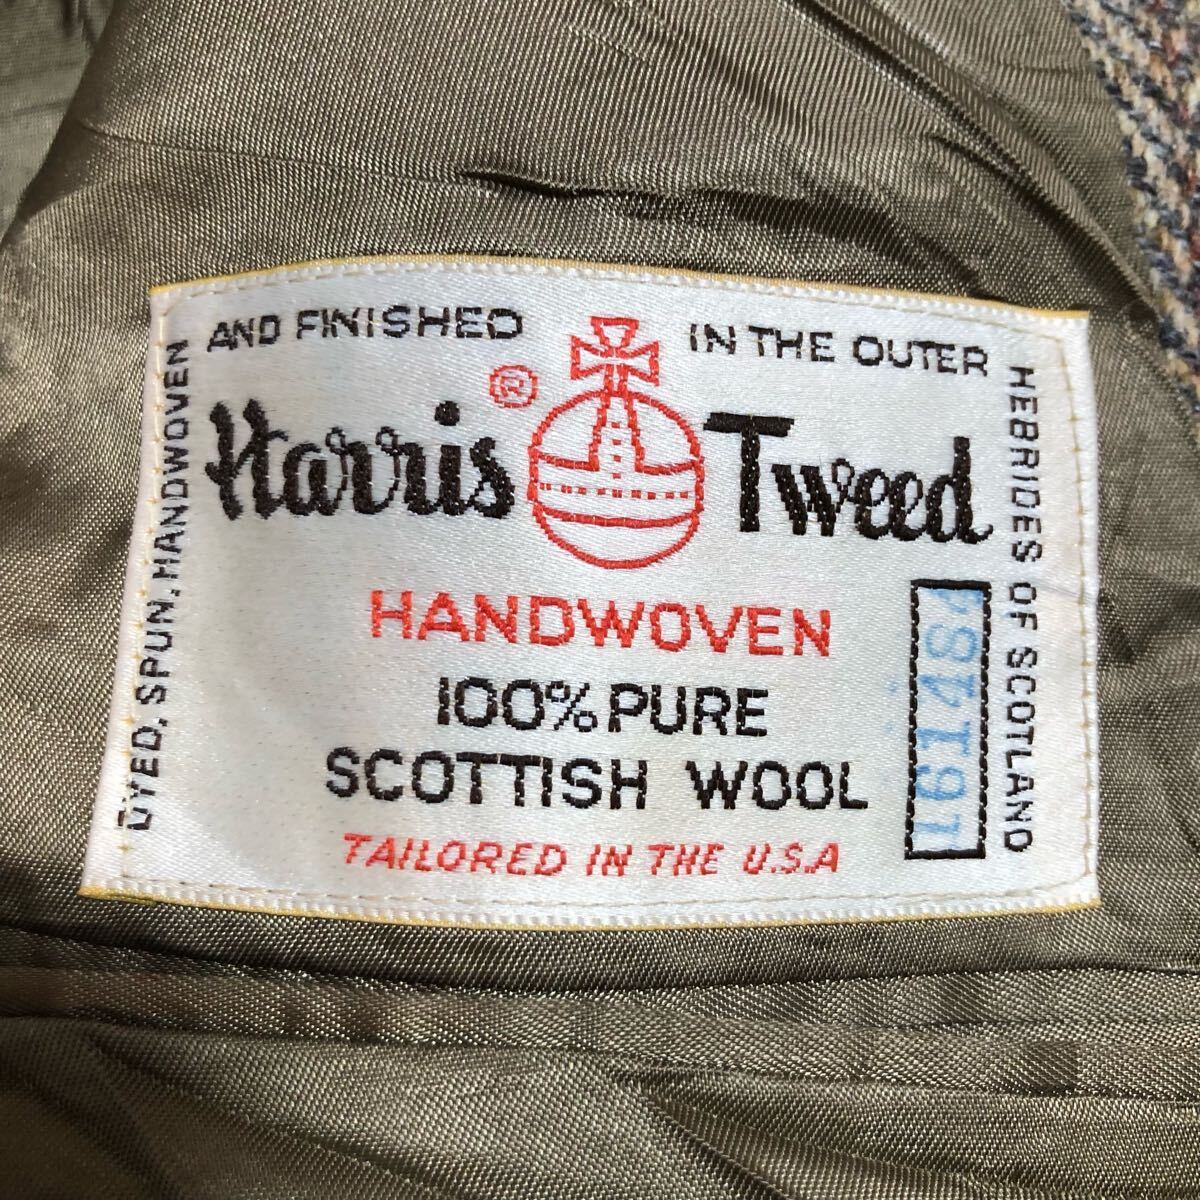 DYED, SPUN, HANDWOVEN
AND FINISHED
IN THE OUTER
HEBRIDES OF SCOTLAND
Harris ® Tweed
HANDWOVEN
100% PURE
SCOTTISH WOOL
TAILORED IN THE U.S.A